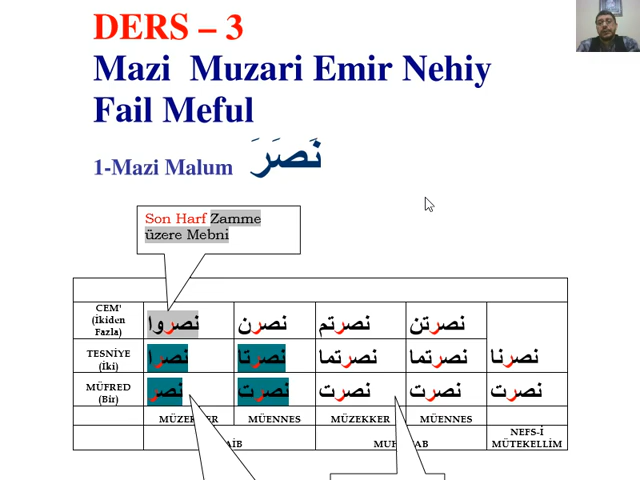 DERS – 3
Mazi Muzari Emir Nehiy
Fail Meful
1-Mazi Malum نَصَرَ
Son Harf Zamme
üzere Mebni
CEM'
(İkiden
Fazla)
نصروا نصرن نصرتم نصرتن
TESNİYE
(İki)
نصرا نصرتا نصرتما نصرتما نصرنا
MÜFRED
(Bir)
نصر نصرت نصرت نصرت نصرت
MÜENNES MÜZEKKER MÜENNES
NEFS-İ
MÜTEKELLİM